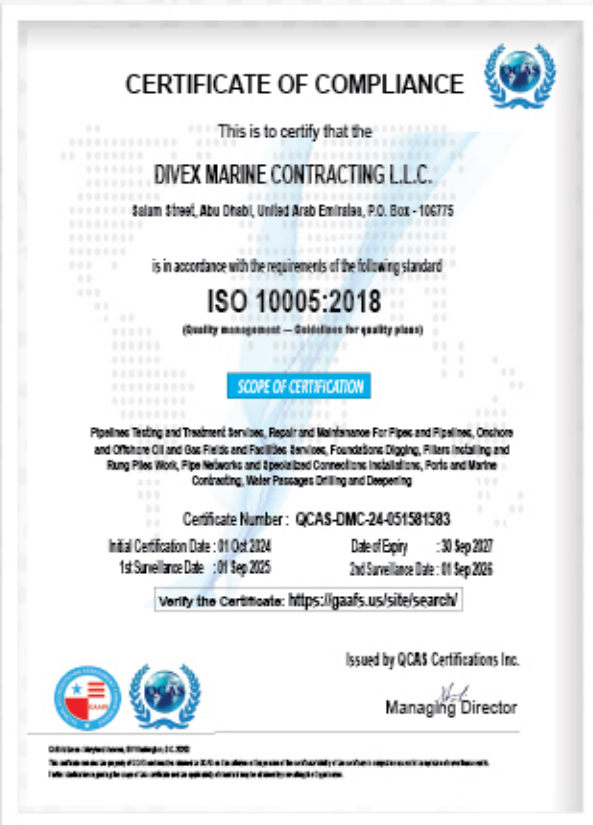 QCAS
CERTIFICATE OF COMPLIANCE
This is to certify that the
DIVEX MARINE CONTRACTING L.L.C.
Salam Street, Abu Dhabi, United Arab Emirates, P.O. Box - 106775
is in accordance with the requirements of the following standard
ISO 10005:2018
(Quality management — Guidelines for quality plans)
SCOPE OF CERTIFICATION
Pipelines Testing and Treatment Services, Repair and Maintenance For Pipes and Pipelines, Onshore
and Offshore Oil and Gas Fields and Facilities Services, Foundations Digging, Pillars Installing and
Rung Piles Work, Pipe Networks and Specialized Connections Installations, Ports and Marine
Contracting, Water Passages Drilling and Deepening
Certificate Number : QCAS-DMC-24-051581583
Initial Certification Date : 01 Oct 2024 Date of Expiry : 30 Sep 2027
1st Surveillance Date : 01 Sep 2025 2nd Surveillance Date : 01 Sep 2026
Verify the Certificate: https://gaafs.us/site/search/
Issued by QCAS Certifications Inc.
GAAFS
QCAS
Managing Director